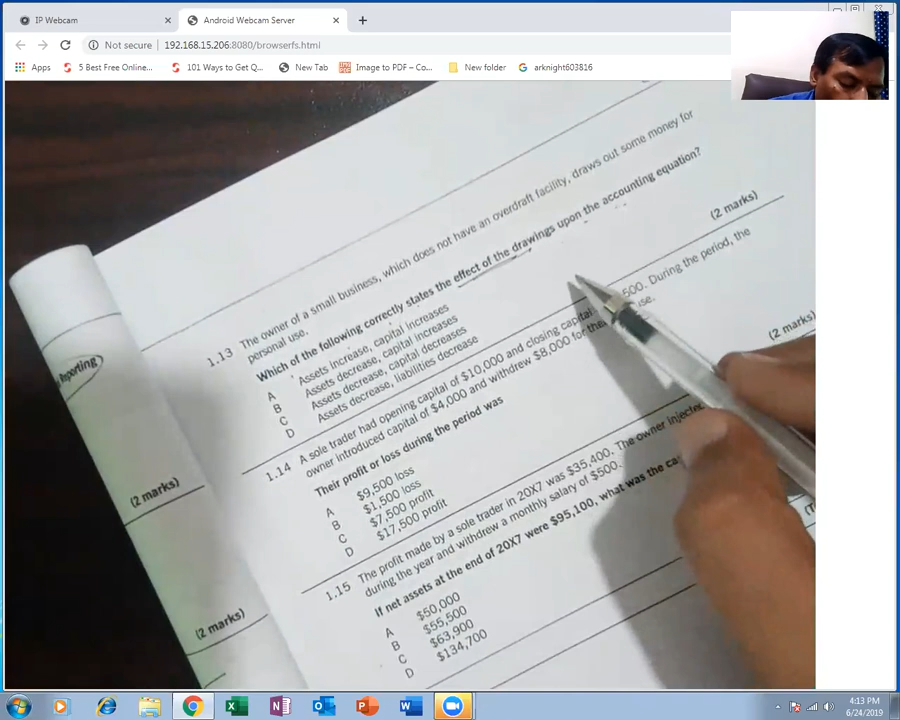 IP Webcam
Android Webcam Server
Not secure
192.168.15.206:8080/browserfs.html
Apps
5 Best Free Online...
101 Ways to Get Q...
New Tab
Image to PDF – Co...
New folder
arknight603816
1.13 The owner of a small business, which does not have an overdraft facility, draws out some money for
personal use.
Which of the following correctly states the effect of the drawings upon the accounting equation?
A Assets increase, capital increases
B Assets decrease, capital increases
C Assets decrease, capital decreases
D Assets decrease, liabilities decrease
(2 marks)
1.14 A sole trader had opening capital of $10,000 and closing capital 500. During the period, the
owner introduced capital of $4,000 and withdrew $8,000 for use.
Their profit or loss during the period was
A $9,500 loss
B $1,500 loss
C $7,500 profit
D $17,500 profit
(2 marks)
1.15 The profit made by a sole trader in 20X7 was $35,400. The owner injected
during the year and withdrew a monthly salary of $500.
If net assets at the end of 20X7 were $95,100, what was the
A $50,000
B $55,500
C $63,900
D $134,700
Reporting
(2 marks)
(2 marks)
4:13 PM
6/24/2019